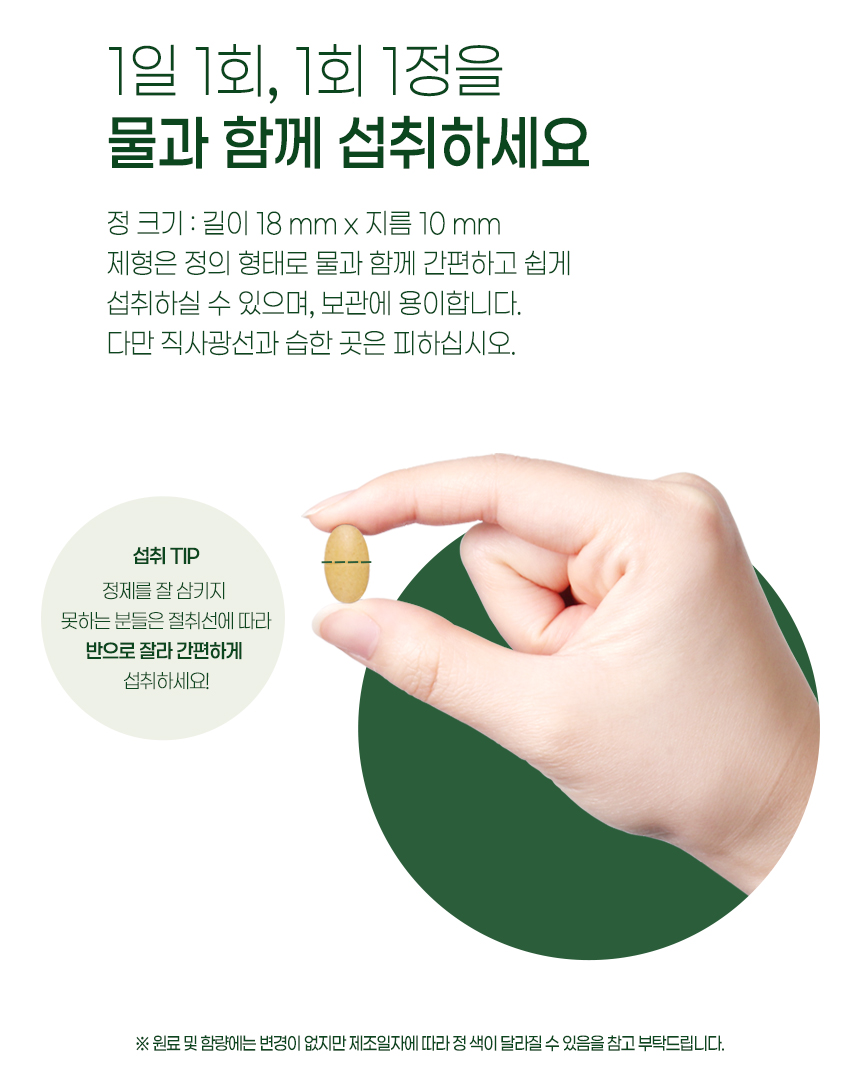 1일 1회, 1회 1정을
물과 함께 섭취하세요
정 크기 : 길이 18 mm x 지름 10 mm
제형은 정의 형태로 물과 함께 간편하고 쉽게
섭취하실 수 있으며, 보관에 용이합니다.
다만 직사광선과 습한 곳은 피하십시오.
섭취 TIP
정제를 잘 삼키지
못하는 분들은 절취선에 따라
반으로 잘라 간편하게
섭취하세요!
※ 원료 및 함량에는 변경이 없지만 제조일자에 따라 정 색이 달라질 수 있음을 참고 부탁드립니다.